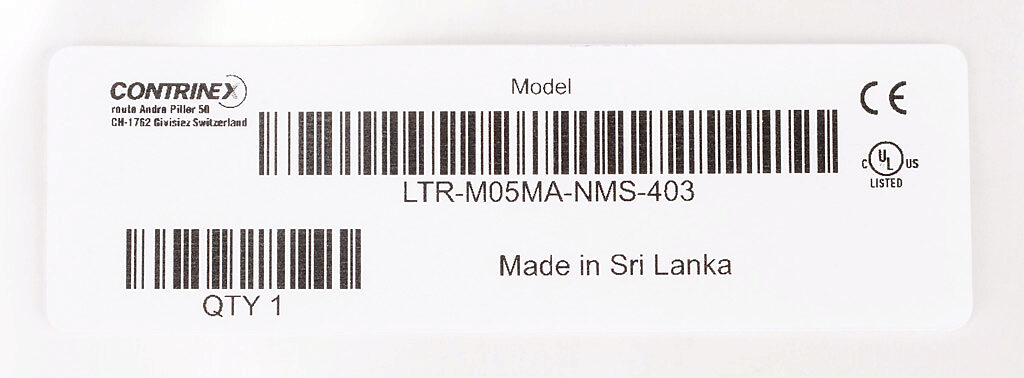 CONTRINEX
route Andre Piller 50
CH-1762 Givisiez Switzerland
Model
LTR-M05MA-NMS-403
CE
c UL US
LISTED
QTY 1
Made in Sri Lanka